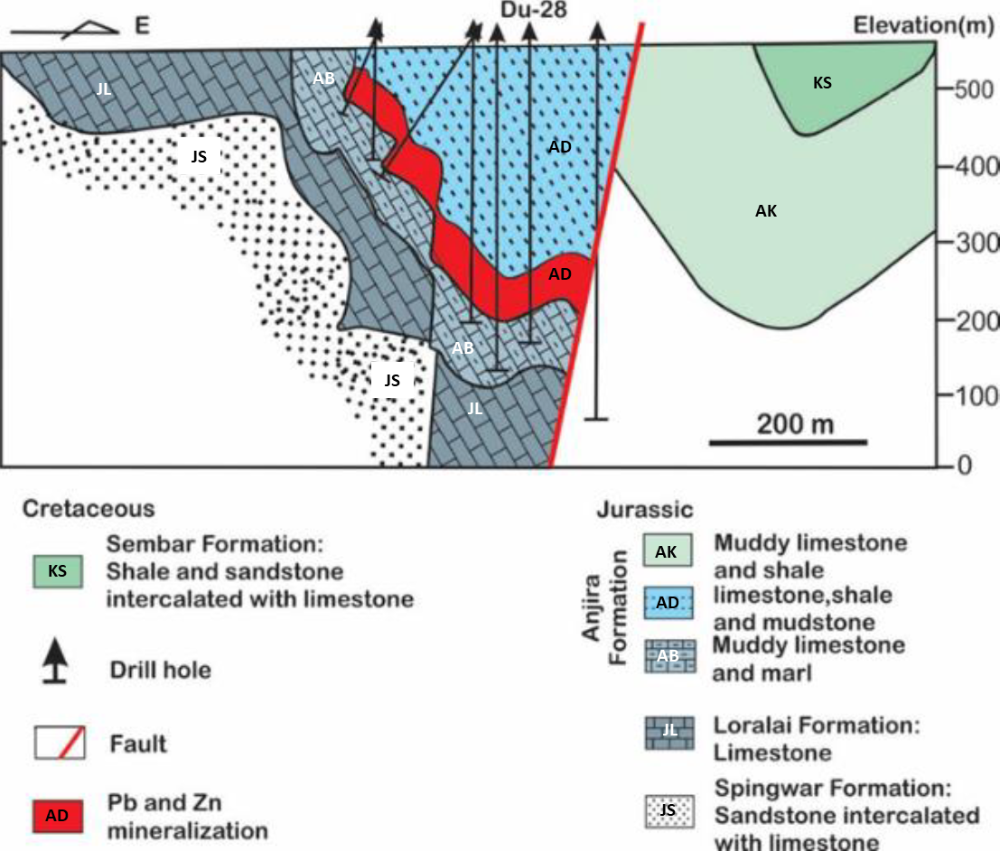 Du-28
E
Elevation(m)
AB
JL
KS
500
AD
JS
400
AK
300
AD
200
AB
JS
100
JL
200 m
0
Cretaceous
KS
Sembar Formation:
Shale and sandstone
intercalated with limestone
Drill hole
Fault
AD
Pb and Zn
mineralization
Jurassic
Anjira
Formation
AK
Muddy limestone
and shale
AD
limestone,shale
and mudstone
AB
Muddy limestone
and marl
JL
Loralai Formation:
Limestone
JS
Spingwar Formation:
Sandstone intercalated
with limestone